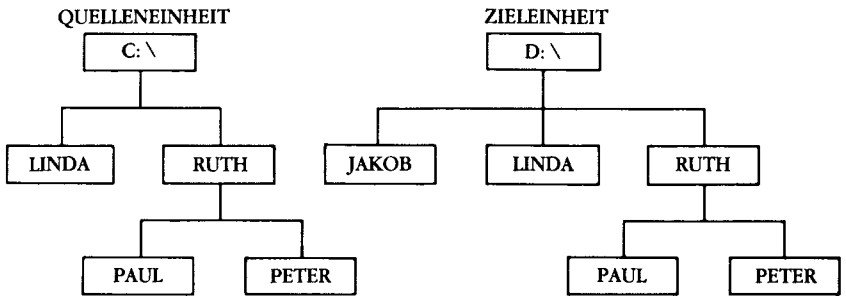 QUELLENEINHEIT ZIELEINHEIT
C:\ D:\
LINDA RUTH JAKOB LINDA RUTH
PAUL PETER PAUL PETER